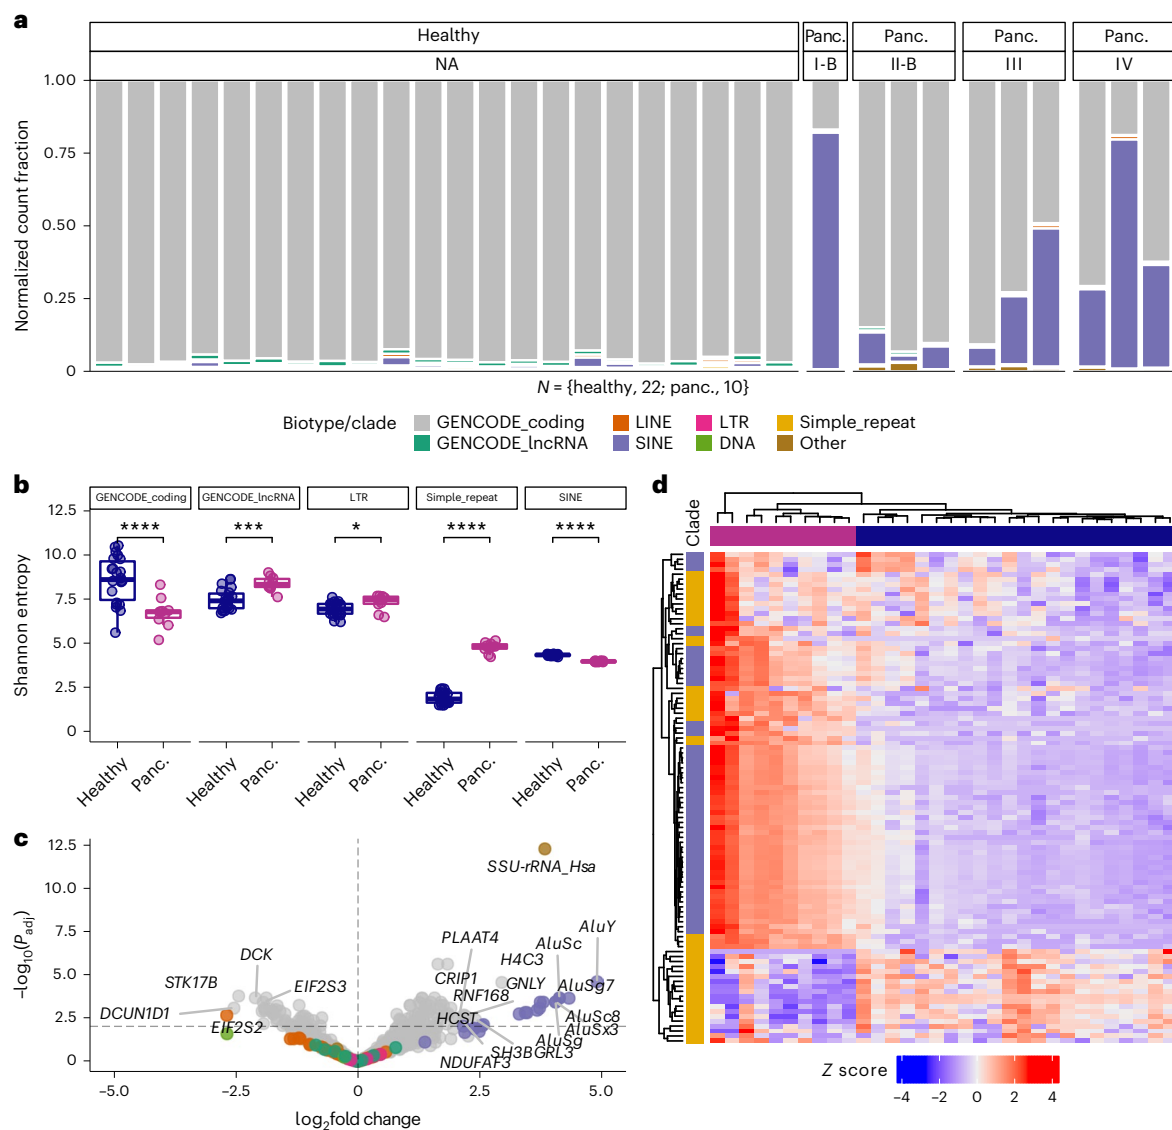 a
Healthy Panc. Panc. Panc. Panc.
NA I-B II-B III IV
Normalized count fraction
1.00
0.75
0.50
0.25
0
N = {healthy, 22; panc., 10}
Biotype/clade
GENCODE_coding LINE LTR Simple_repeat
GENCODE_lncRNA SINE DNA Other
b
GENCODE_coding GENCODE_lncRNA LTR Simple_repeat SINE
**** *** * **** ****
Shannon entropy
12.5
10.0
7.5
5.0
2.5
0
Healthy Panc. Healthy Panc. Healthy Panc. Healthy Panc. Healthy Panc.
c
−log10(Padj)
12.5
10.0
7.5
5.0
2.5
0
SSU-rRNA_Hsa
AluY
PLAAT4
AluSc
DCK
H4C3
STK17B
EIF2S3
CRIP1
GNLY
AluSg7
RNF168
DCUN1D1
HCST
AluSc8
EIF2S2
AluSx3
AluSg
SH3BGRL3
NDUFAF3
−5.0 −2.5 0 2.5 5.0
log2fold change
d
Clade
Z score
−4 −2 0 2 4